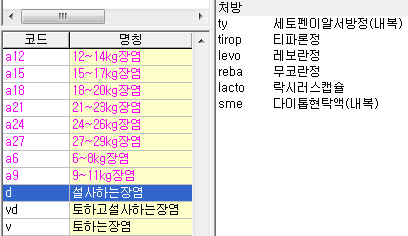 코드 명칭
a12 12~14kg장염
a15 15~17kg장염
a18 18~20kg장염
a21 21~23kg장염
a24 24~26kg장염
a27 27~29kg장염
a6 6~8kg장염
a9 9~11kg장염
d 설사하는장염
vd 토하고설사하는장염
v 토하는장염
처방
ty 세토펜이알서방정(내복)
tirop 티파론정
levo 레보란정
reba 무코란정
lacto 락시러스캡슐
sme 다이톱현탁액(내복)